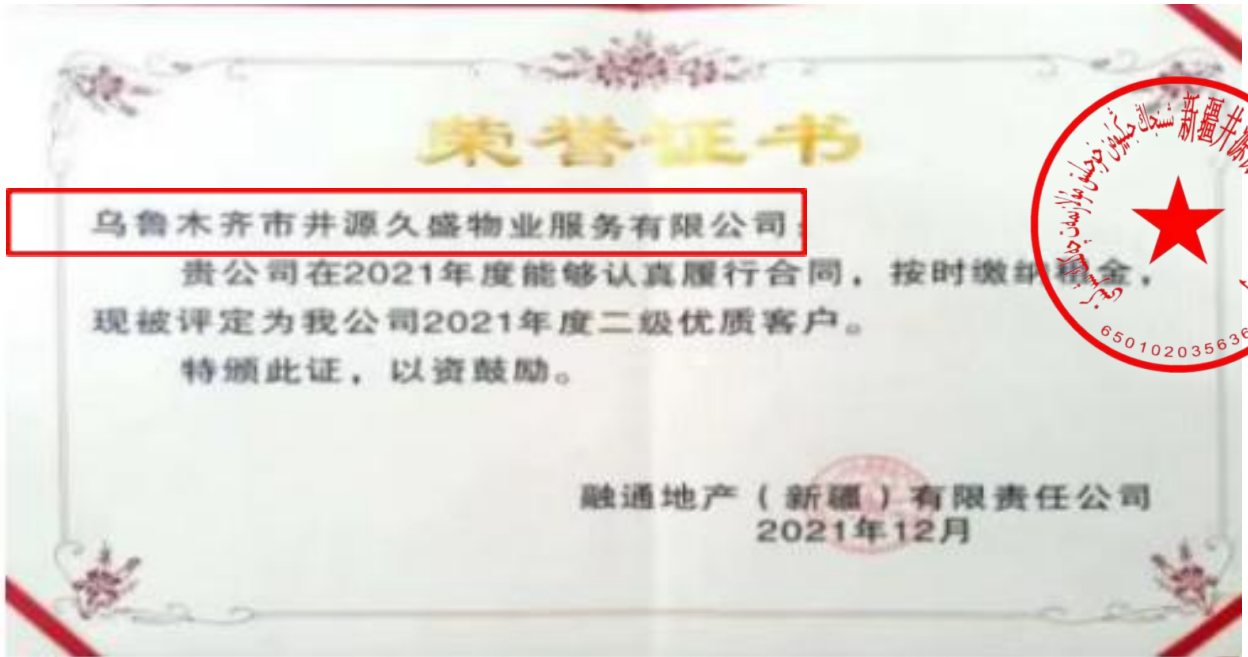 荣誉证书
乌鲁木齐市井源久盛物业服务有限公司：
贵公司在2021年度能够认真履行合同，按时缴纳租金，
现被评定为我公司2021年度二级优质客户。
特颁此证，以资鼓励。
融通地产（新疆）有限责任公司
2021年12月
新疆井源
65010203563